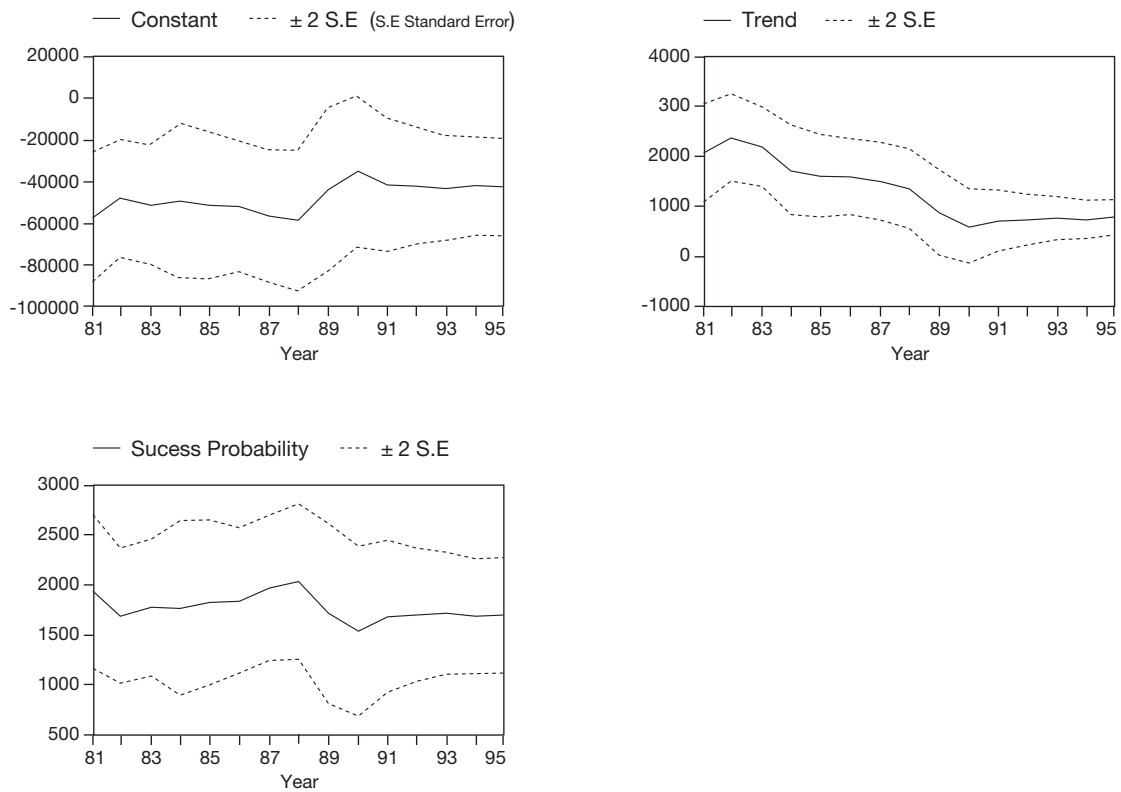 Constant ± 2 S.E (S.E Standard Error)
20000
0
-20000
-40000
-60000
-80000
-100000
81 83 85 87 89 91 93 95
Year
Trend ± 2 S.E
4000
300
2000
1000
0
-1000
81 83 85 87 89 91 93 95
Year
Sucess Probability ± 2 S.E
3000
2500
2000
1500
1000
500
81 83 85 87 89 91 93 95
Year